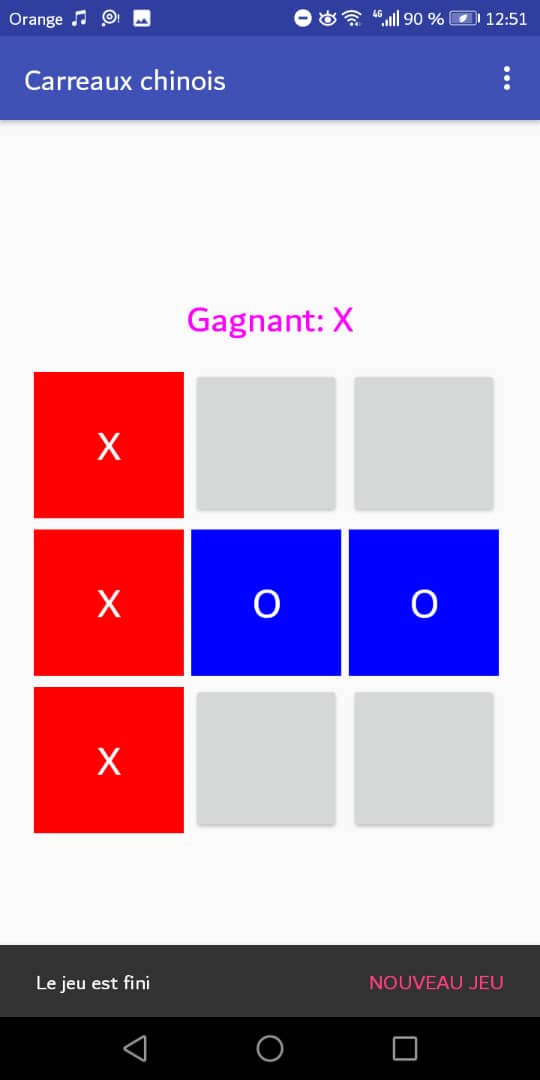 Orange 4G 90 % 12:51
Carreaux chinois
Gagnant: X
X
X O O
X
Le jeu est fini NOUVEAU JEU